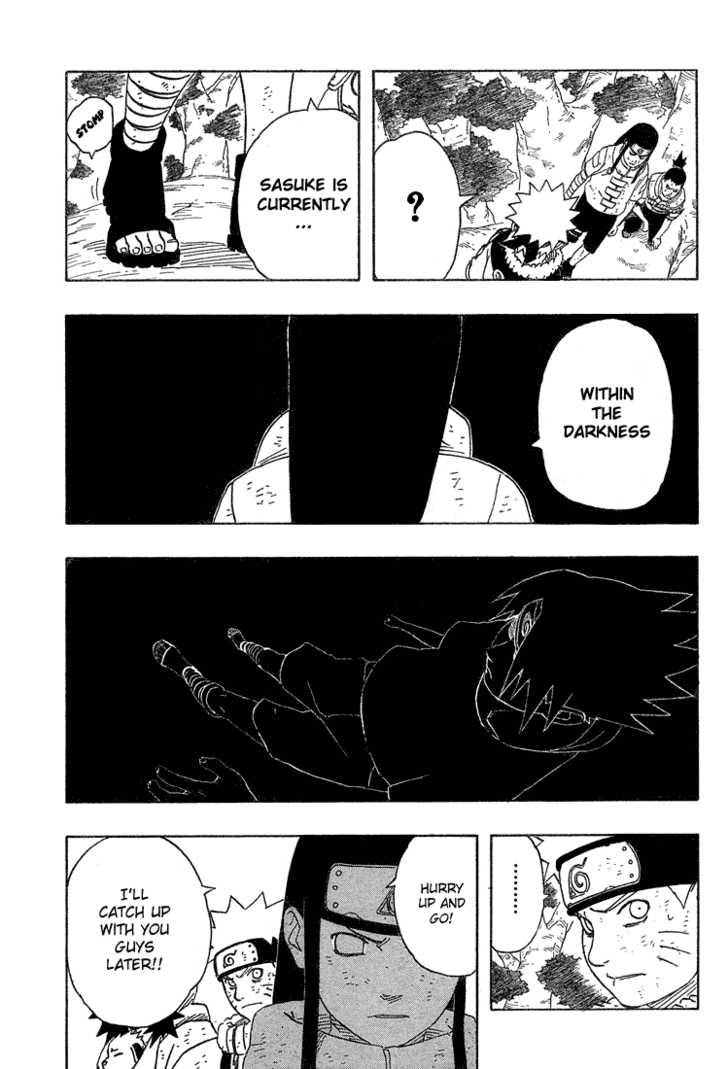 ?
SASUKE IS
CURRENTLY
...
STOMP
WITHIN
THE
DARKNESS
.........
HURRY
UP AND
GO!
I'LL
CATCH UP
WITH YOU
GUYS
LATER!!